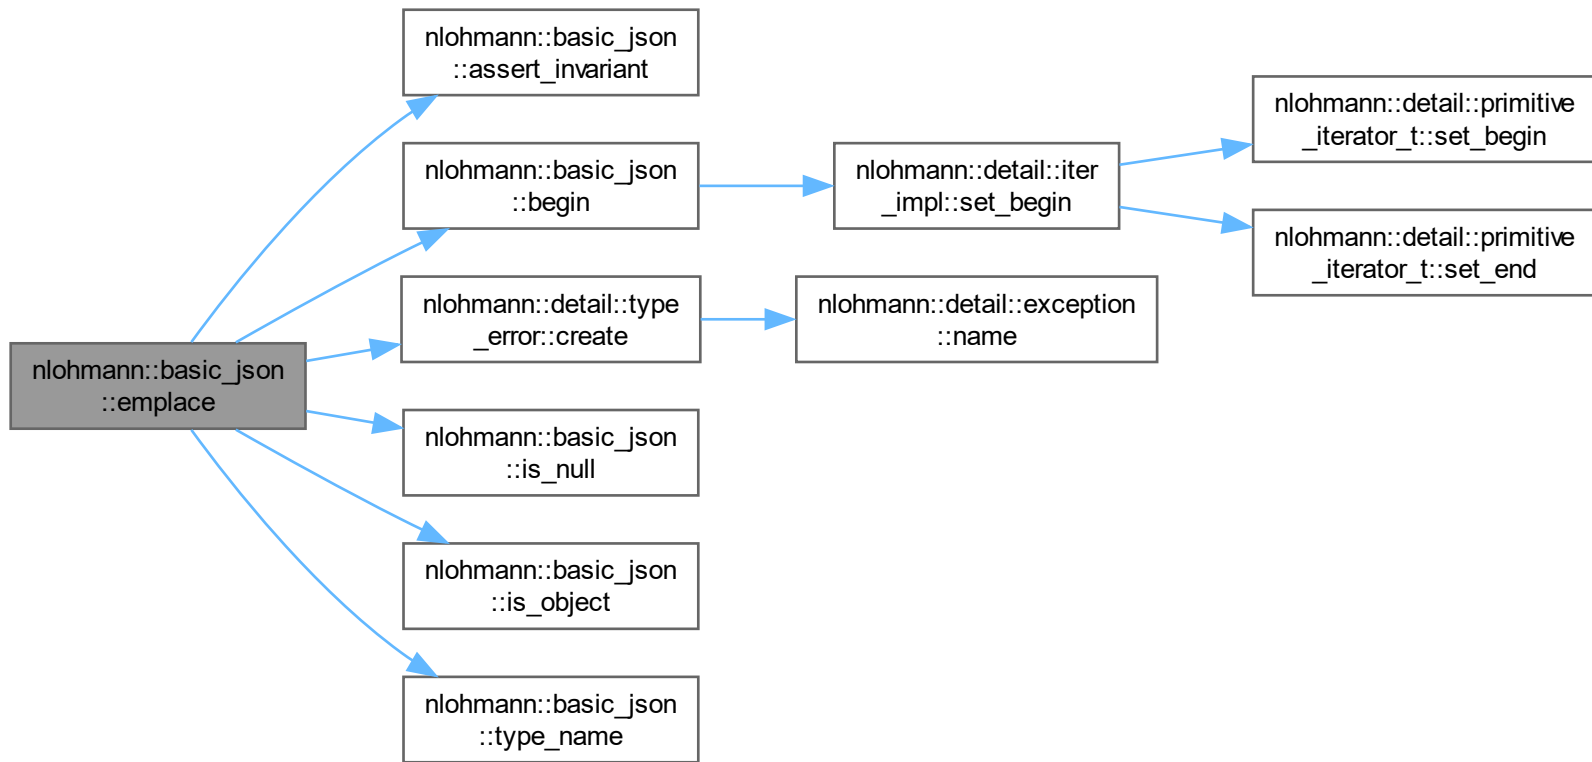 nlohmann::basic_json
::emplace
nlohmann::basic_json
::assert_invariant
nlohmann::basic_json
::begin
nlohmann::detail::iter
_impl::set_begin
nlohmann::detail::primitive
_iterator_t::set_begin
nlohmann::detail::primitive
_iterator_t::set_end
nlohmann::detail::type
_error::create
nlohmann::detail::exception
::name
nlohmann::basic_json
::is_null
nlohmann::basic_json
::is_object
nlohmann::basic_json
::type_name